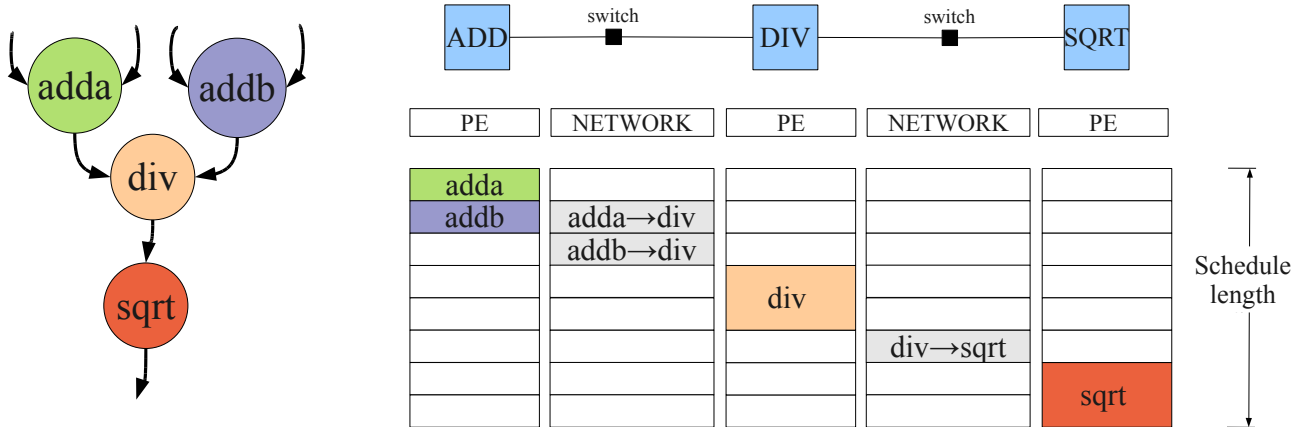 adda
addb
div
sqrt
switch
switch
ADD
DIV
SQRT
PE
NETWORK
PE
NETWORK
PE
adda
addb
adda→div
addb→div
div
div→sqrt
sqrt
Schedule
length